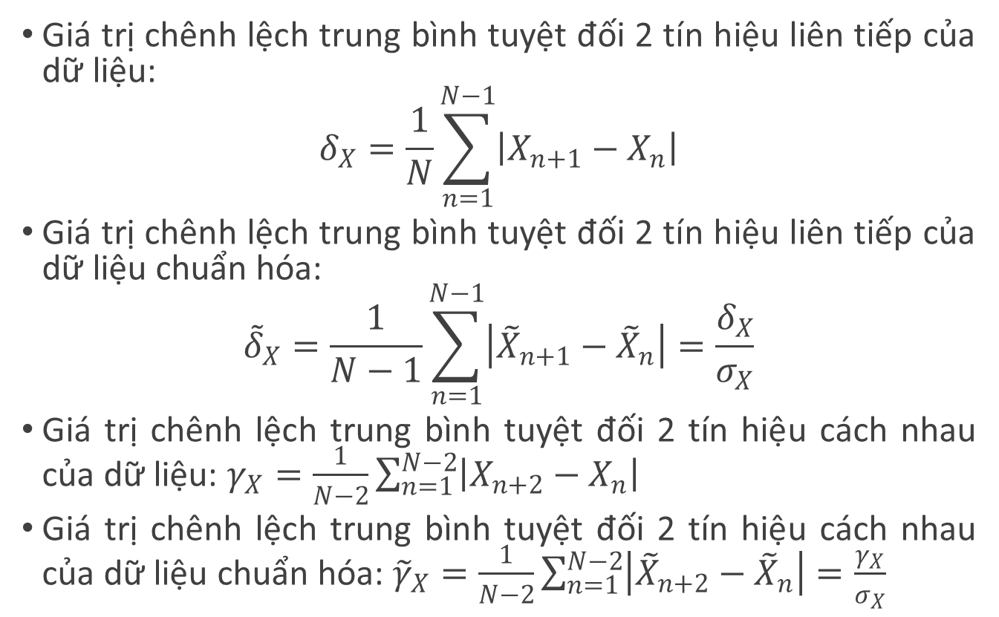 • Giá trị chênh lệch trung bình tuyệt đối 2 tín hiệu liên tiếp của
dữ liệu:
$\delta_X = \frac{1}{N} \sum_{n=1}^{N-1} |X_{n+1} - X_n|$
• Giá trị chênh lệch trung bình tuyệt đối 2 tín hiệu liên tiếp của
dữ liệu chuẩn hóa:
$\tilde{\delta}_X = \frac{1}{N-1} \sum_{n=1}^{N-1} |\tilde{X}_{n+1} - \tilde{X}_n| = \frac{\delta_X}{\sigma_X}$
• Giá trị chênh lệch trung bình tuyệt đối 2 tín hiệu cách nhau
của dữ liệu: $\gamma_X = \frac{1}{N-2} \sum_{n=1}^{N-2} |X_{n+2} - X_n|$
• Giá trị chênh lệch trung bình tuyệt đối 2 tín hiệu cách nhau
của dữ liệu chuẩn hóa: $\tilde{\gamma}_X = \frac{1}{N-2} \sum_{n=1}^{N-2} |\tilde{X}_{n+2} - \tilde{X}_n| = \frac{\gamma_X}{\sigma_X}$